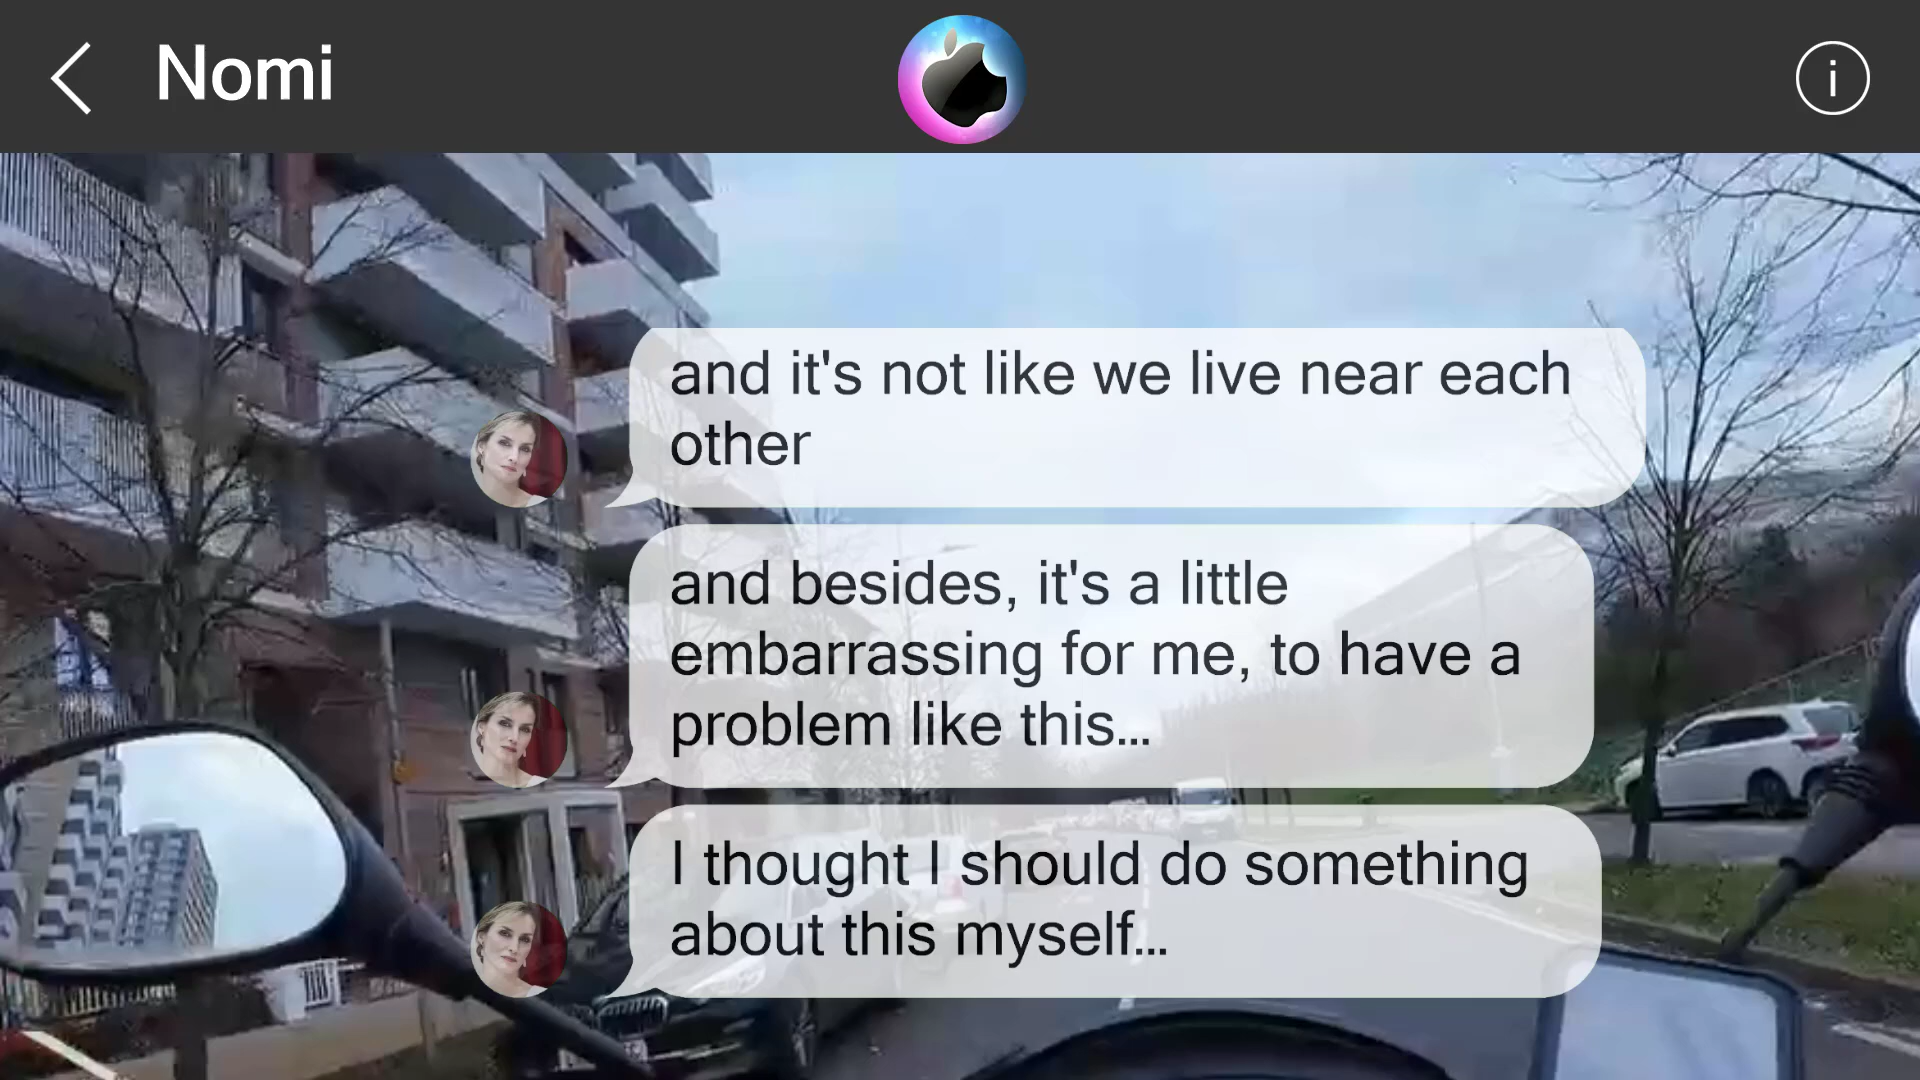 Nomi
and it's not like we live near each
other
and besides, it's a little
embarrassing for me, to have a
problem like this...
I thought I should do something
about this myself...